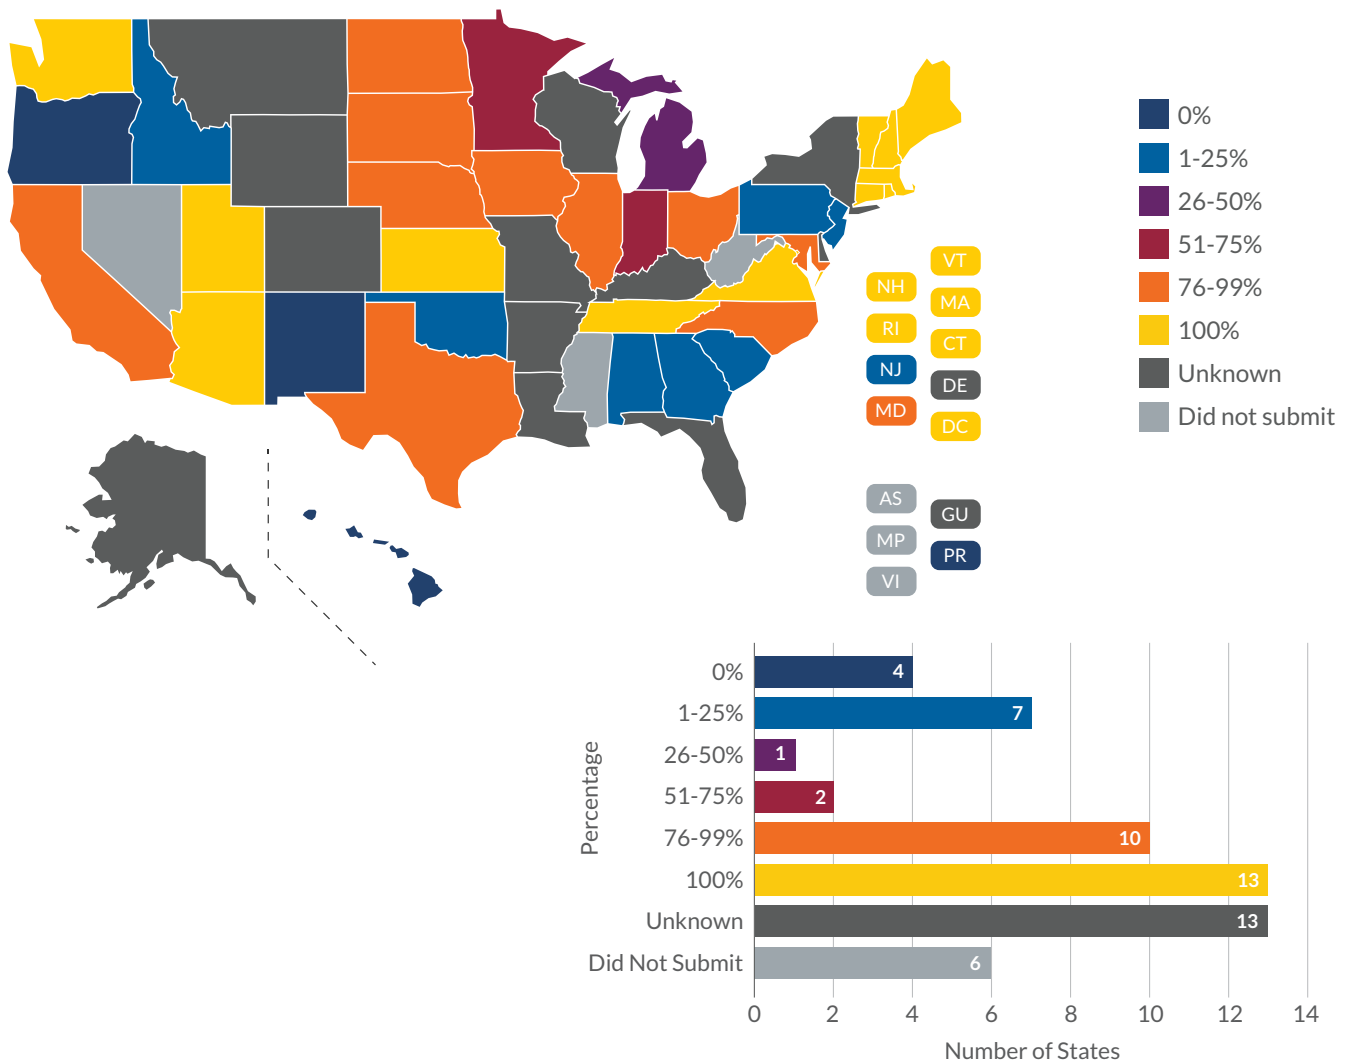 0%
1-25%
26-50%
51-75%
76-99%
100%
Unknown
Did not submit
VT
NH
MA
RI
CT
NJ
DE
MD
DC
AS
GU
MP
PR
VI
Percentage
0% 4
1-25% 7
26-50% 1
51-75% 2
76-99% 10
100% 13
Unknown 13
Did Not Submit 6
0 2 4 6 8 10 12 14
Number of States